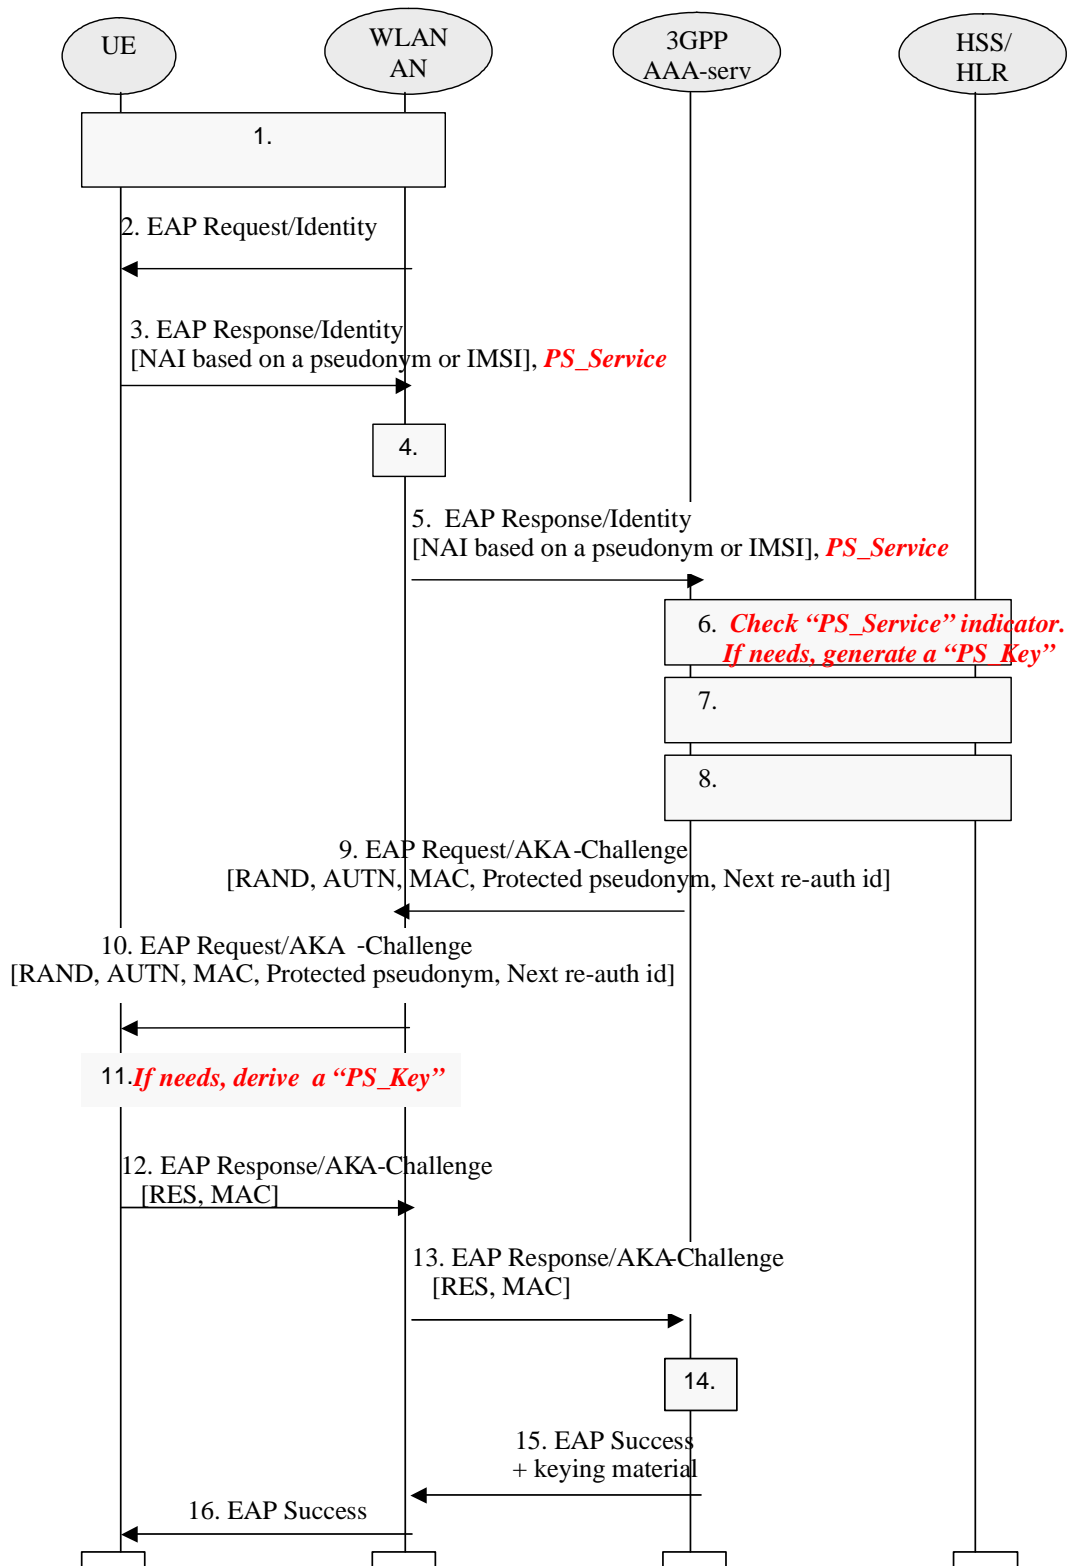 UE
WLAN
AN
3GPP
AAA-serv
HSS/
HLR
1.
2. EAP Request/Identity
3. EAP Response/Identity
[NAI based on a pseudonym or IMSI], PS_Service
4.
5. EAP Response/Identity
[NAI based on a pseudonym or IMSI], PS_Service
6. Check “PS_Service” indicator.
If needs, generate a “PS_Key”
7.
8.
9. EAP Request/AKA-Challenge
[RAND, AUTN, MAC, Protected pseudonym, Next re-auth id]
10. EAP Request/AKA -Challenge
[RAND, AUTN, MAC, Protected pseudonym, Next re-auth id]
11. If needs, derive a “PS_Key”
12. EAP Response/AKA-Challenge
[RES, MAC]
13. EAP Response/AKA-Challenge
[RES, MAC]
14.
15. EAP Success
+ keying material
16. EAP Success